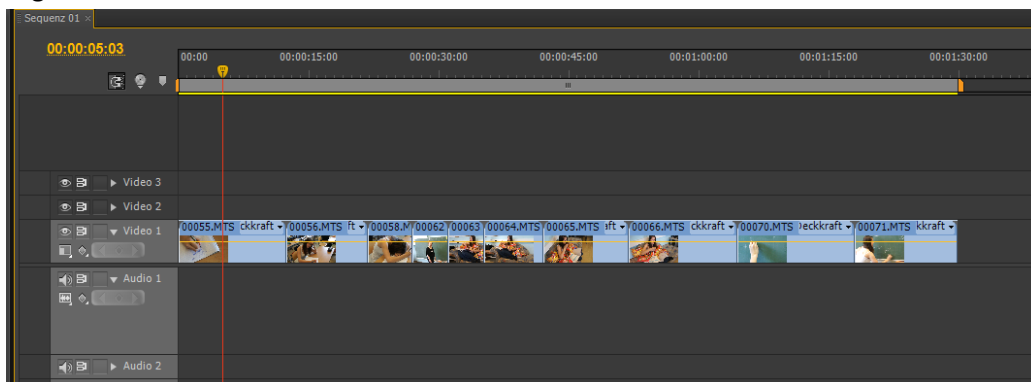 Sequenz 01
00:00:05:03
00:00 00:00:15:00 00:00:30:00 00:00:45:00 00:01:00:00 00:01:15:00 00:01:30:00
Video 3
Video 2
Video 1
00055.MTS ckkraft 00056.MTS ft 00058.M 00062 00063 00064.MTS 00065.MTS aft 00066.MTS ckkraft 00070.MTS Deckkraft 00071.MTS kkraft
Audio 1
Audio 2